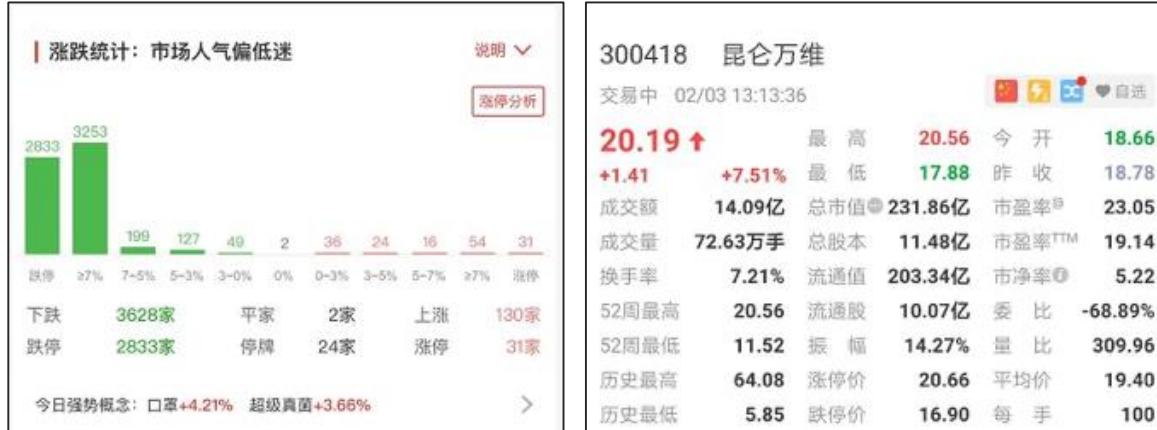 涨跌统计：市场人气偏低迷 说明
涨停分析
2833 3253 199 127 49 2 36 24 16 54 31
跌停 ≥7% 7~5% 5~3% 3~0% 0% 0~3% 3~5% 5~7% ≥7% 涨停
下跌 3628家 平家 2家 上涨 130家
跌停 2833家 停牌 24家 涨停 31家
今日强势概念：口罩+4.21% 超级真菌+3.66%
300418 昆仑万维
交易中 02/03 13:13:36 自选
20.19 最高 20.56 今开 18.66
+1.41 +7.51% 最低 17.88 昨收 18.78
成交额 14.09亿 总市值 231.86亿 市盈率 23.05
成交量 72.63万手 总股本 11.48亿 市盈率TTM 19.14
换手率 7.21% 流通值 203.34亿 市净率 5.22
52周最高 20.56 流通股 10.07亿 委比 -68.89%
52周最低 11.52 振幅 14.27% 量比 309.96
历史最高 64.08 涨停价 20.66 平均价 19.40
历史最低 5.85 跌停价 16.90 每手 100